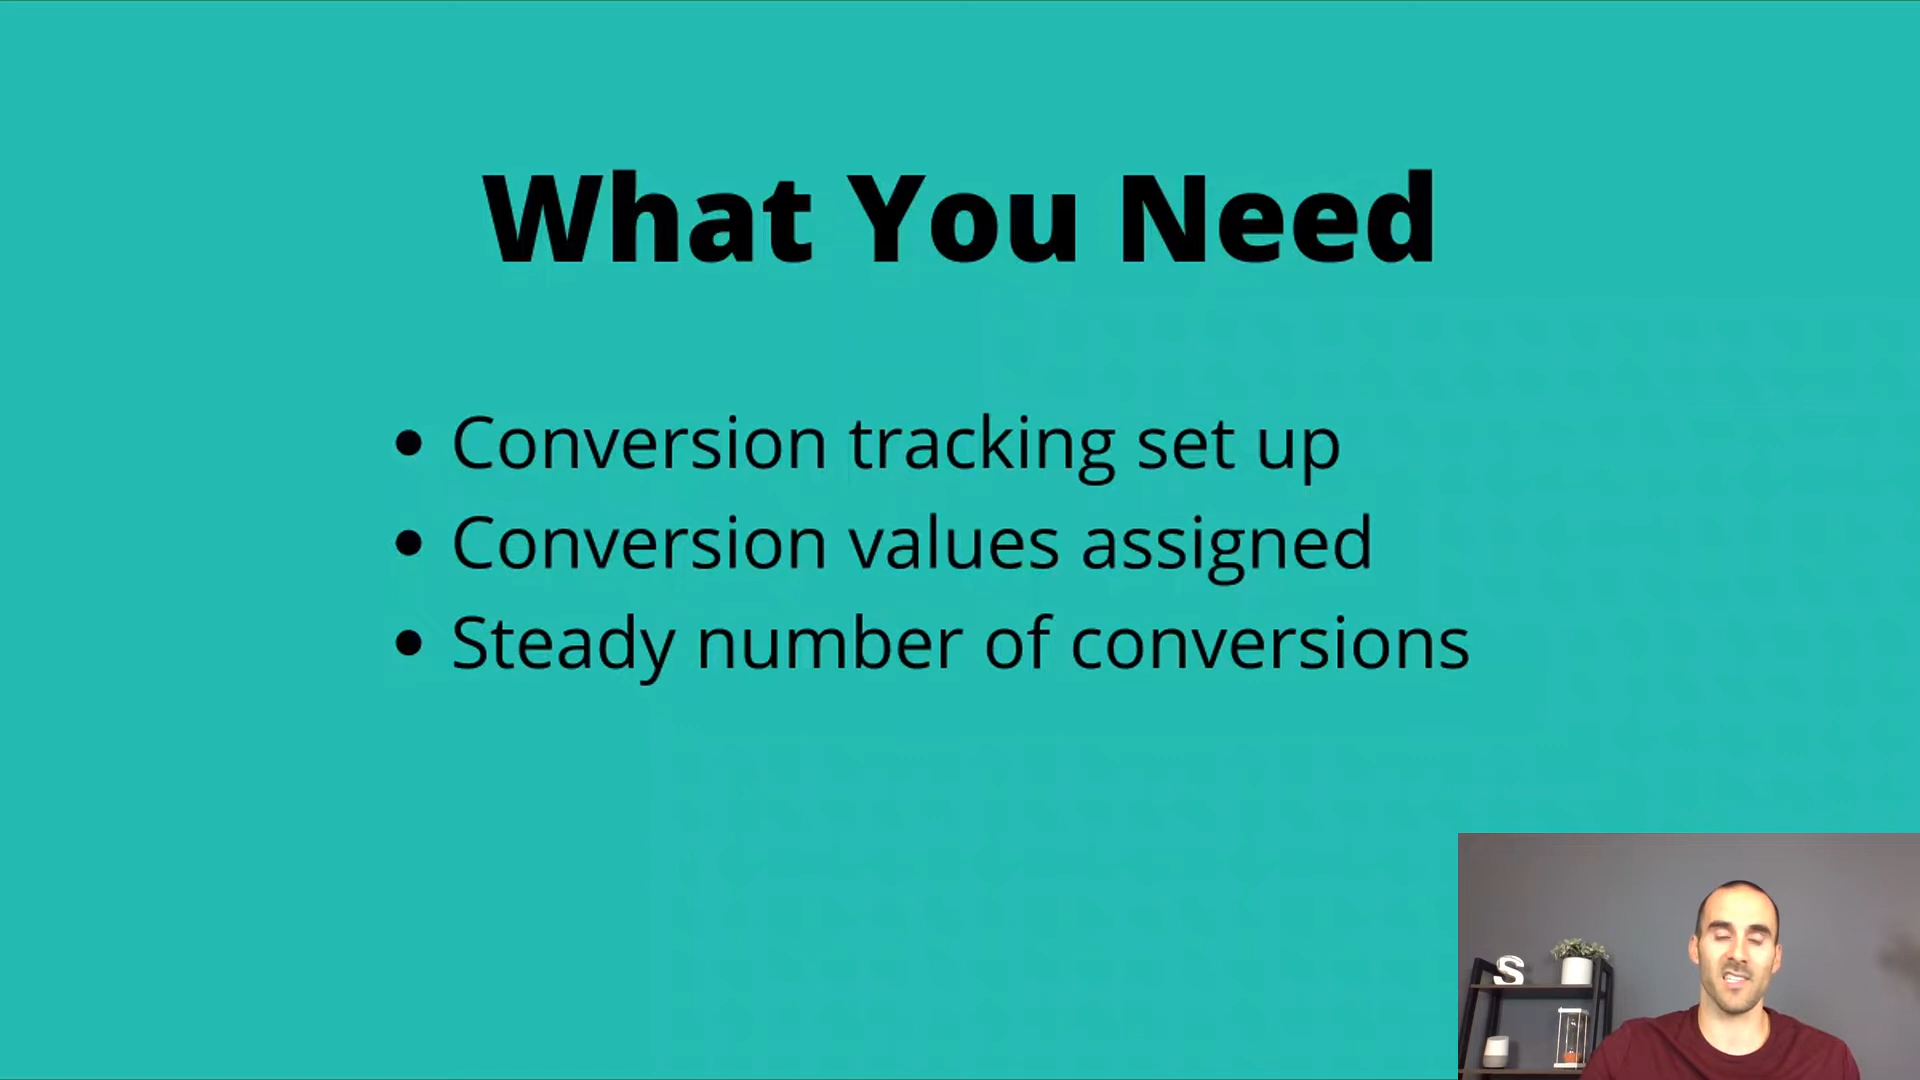 What You Need
• Conversion tracking set up
• Conversion values assigned
• Steady number of conversions
S